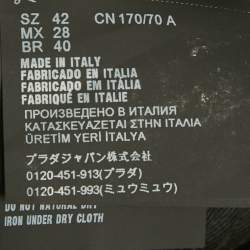 SZ 42 CN 170/70 A
MX 28
BR 40
MADE IN ITALY
FABRICADO EN ITALIA
FABRICADO EM ITÁLIA
FABRIQUÉ EN ITALIE
ПРОИЗВЕДЕНО В ИТАЛИЯ
ΚΑΤΑΣΚΕΥΑΖΕΤΑΙ ΣΤΗΝ ΙΤΑΛΙΑ
ÜRETİM YERİ İTALYA
プラダジャパン株式会社
0120-451-913(プラダ)
0120-451-993(ミュウミュウ)
DO NOT NATURAL DRY
IRON UNDER DRY CLOTH